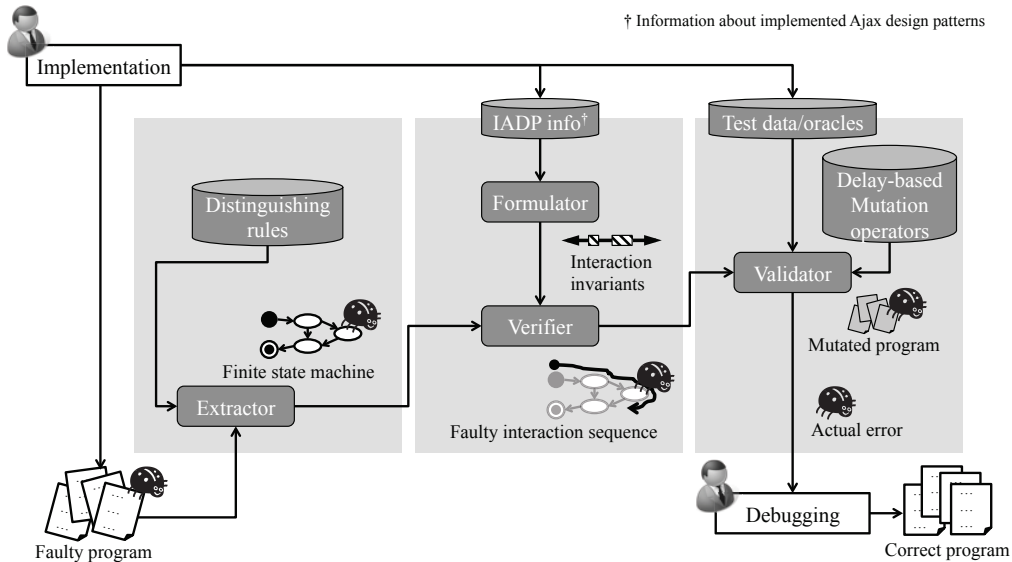 † Information about implemented Ajax design patterns
Implementation
IADP info†
Test data/oracles
Distinguishing
rules
Formulator
Delay-based
Mutation
operators
Interaction
invariants
Validator
Verifier
Mutated program
Finite state machine
Extractor
Faulty interaction sequence
Actual error
Debugging
Faulty program
Correct program